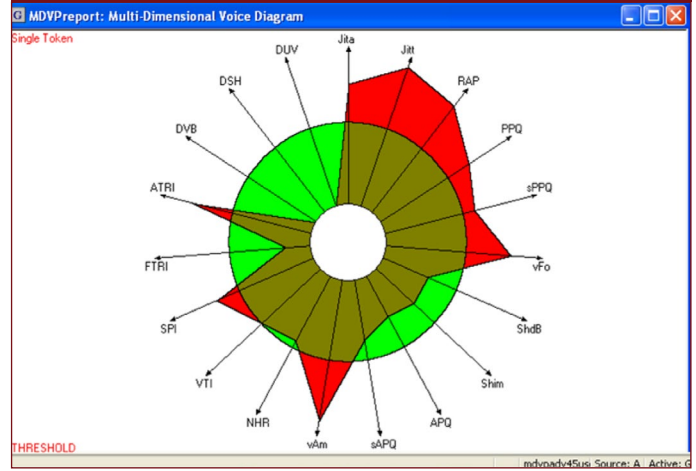 G MDVPreport: Multi-Dimensional Voice Diagram
Single Token
Jita
DUV
Jitt
DSH
RAP
DVB
PPQ
ATRI
sPPQ
FTRI
vFo
SPI
ShdB
VTI
Shim
NHR
APQ
vAm
sAPQ
THRESHOLD
mdvpadv45usi Source: A Active: G